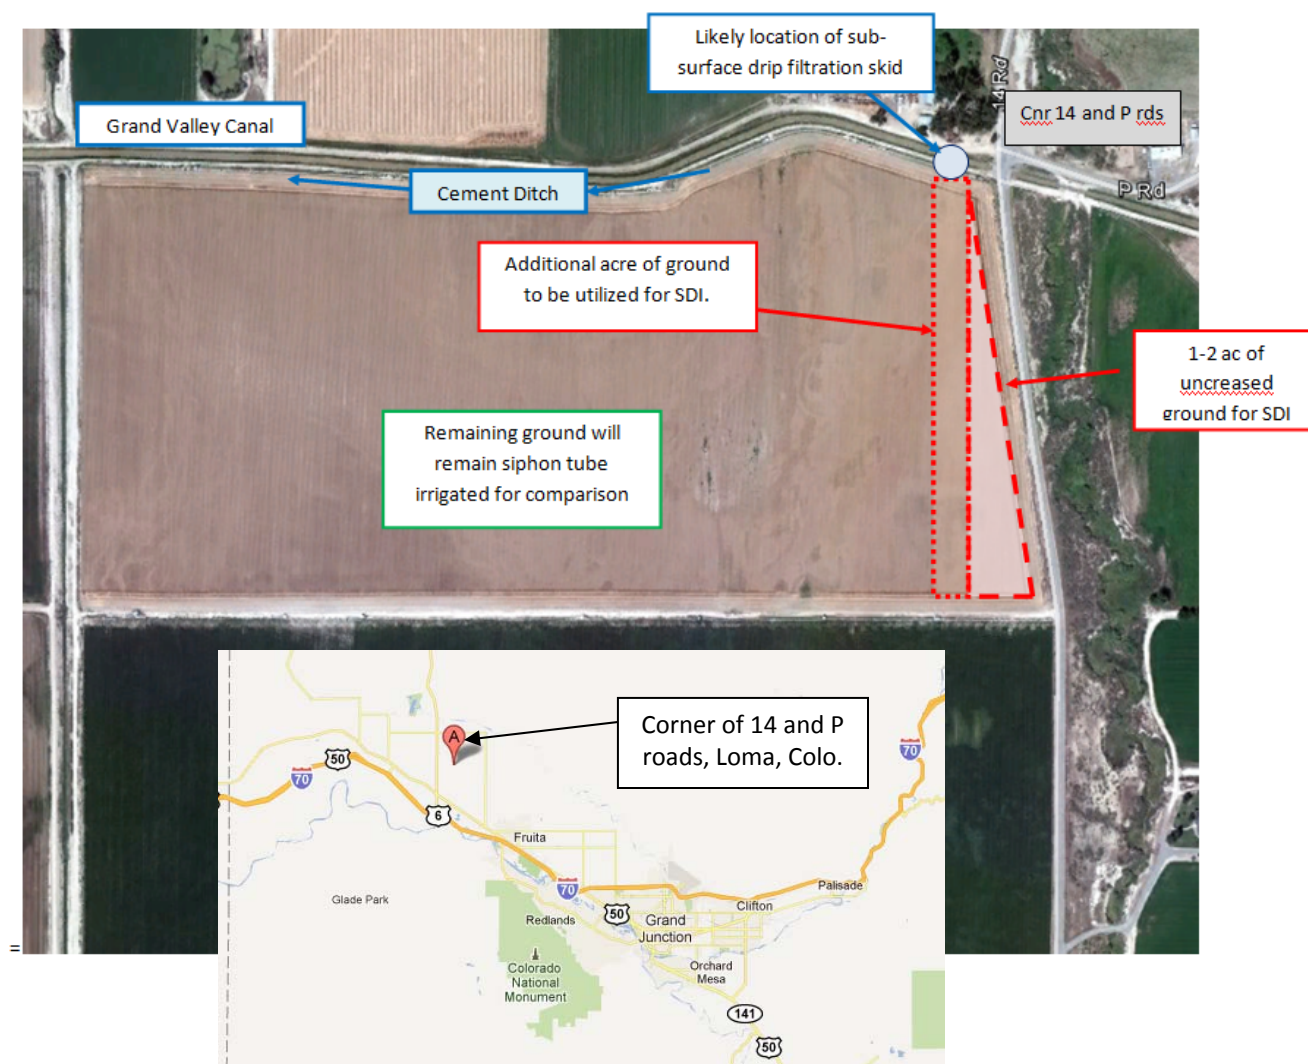 Likely location of sub-
surface drip filtration skid
14 Rd
Cnr 14 and P rds
Grand Valley Canal
P Rd
Cement Ditch
Additional acre of ground
to be utilized for SDI.
1-2 ac of
uncreased
ground for SDI
Remaining ground will
remain siphon tube
irrigated for comparison
Corner of 14 and P
roads, Loma, Colo.
A
50
70
70
6
Fruita
Glade Park
70
Palisade
Clifton
Redlands
50
Grand
Junction
Orchard
Mesa
Colorado
National
Monument
141
50
=